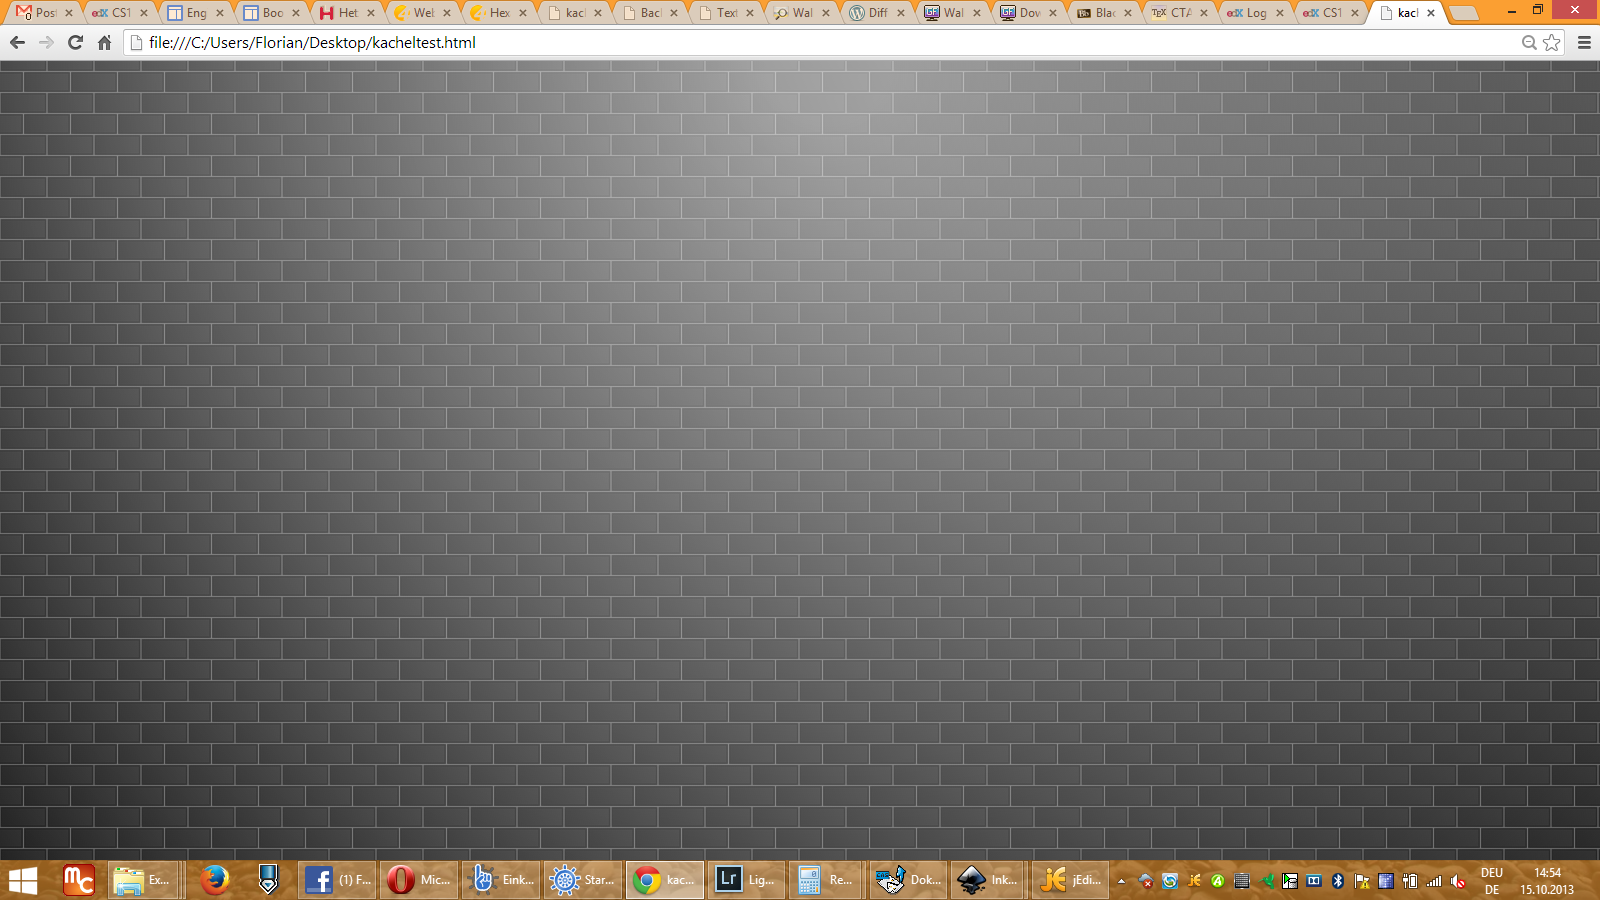 Post CS1 Eng Boo Het Wel Hex kacl Bacl Text Wal Diff Wal Dov Blac CTA Log CS1 kacl
file:///C:/Users/Florian/Desktop/kacheltest.html
Ex... (1) F... Mic... Eink... Star... kac... Lig... Re... Dok... Ink... jEdi... DEU 14:54
DE 15.10.2013